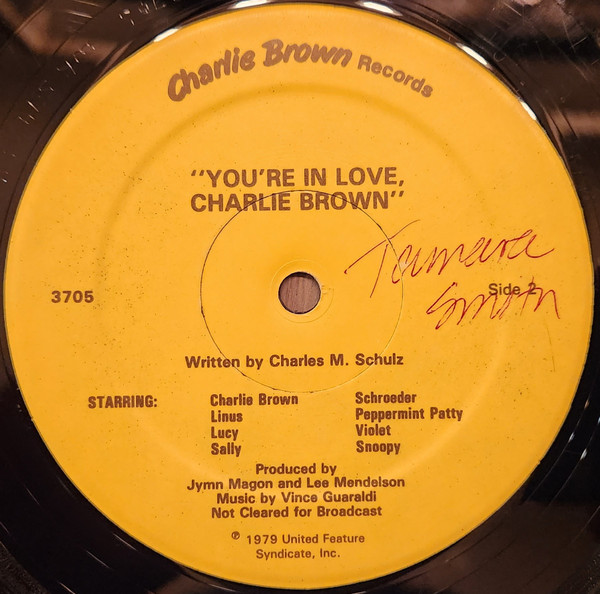 Charlie Brown Records
"YOU'RE IN LOVE,
CHARLIE BROWN"
Tamara
Smith
3705
Side 2
Written by Charles M. Schulz
STARRING:
Charlie Brown Schroeder
Linus Peppermint Patty
Lucy Violet
Sally Snoopy
Produced by
Jymn Magon and Lee Mendelson
Music by Vince Guaraldi
Not Cleared for Broadcast
℗ 1979 United Feature
Syndicate, Inc.